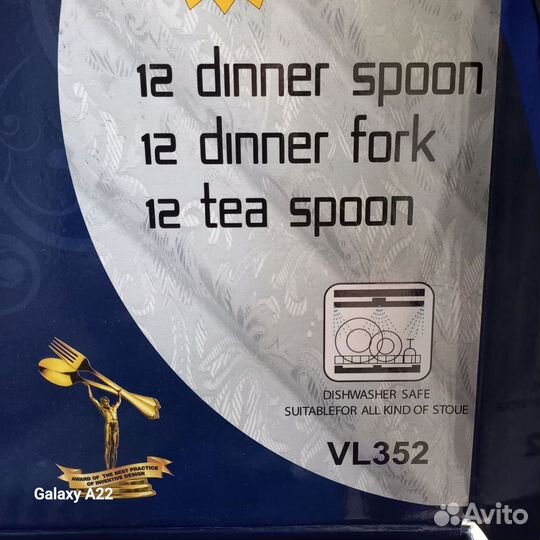 12 dinner spoon
12 dinner fork
12 tea spoon
DISHWASHER SAFE
SUITABLEFOR ALL KIND OF STOUE
VL352
AWARD OF THE BEST PRACTICE
OF INVENTIVE DESIGN
Galaxy A22
Avito